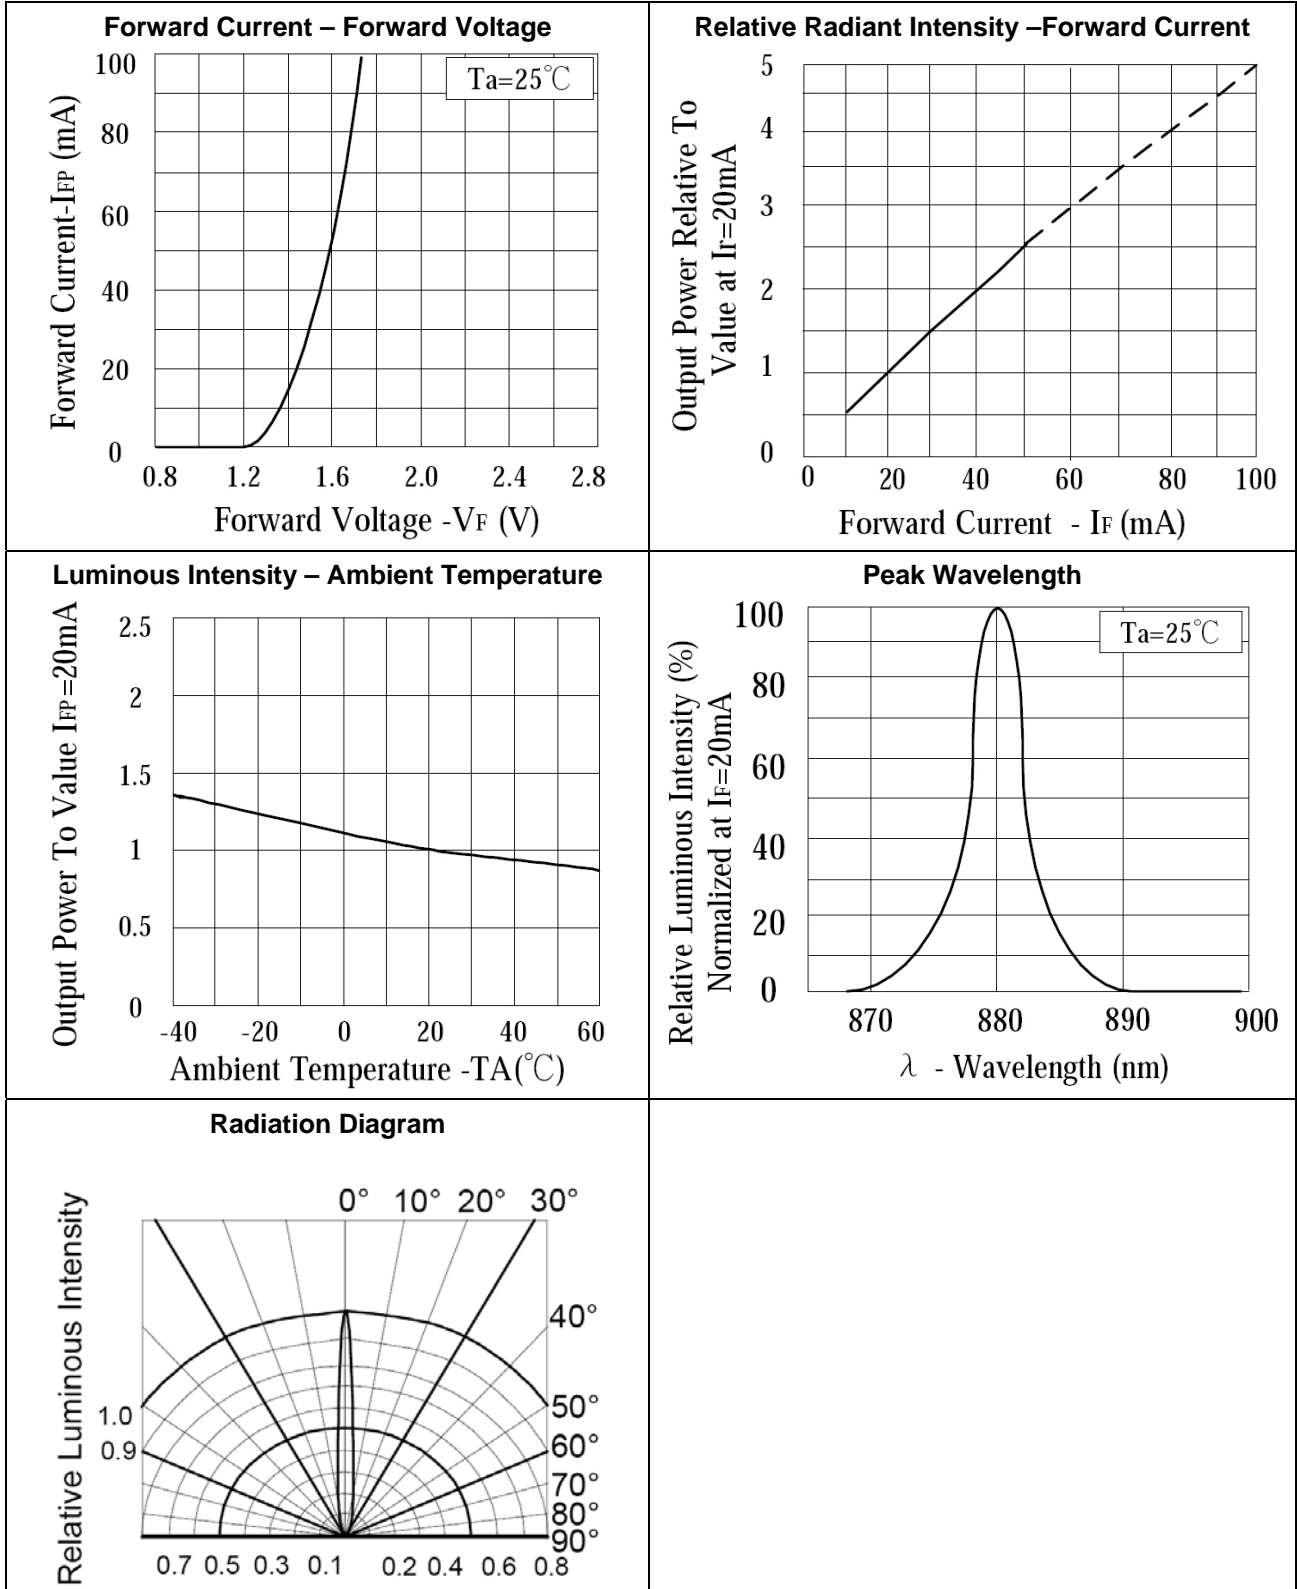 Forward Current – Forward Voltage
Ta=25℃
Forward Current-IFP (mA)
100
80
60
40
20
0
0.8 1.2 1.6 2.0 2.4 2.8
Forward Voltage -VF (V)
Relative Radiant Intensity –Forward Current
Output Power Relative To
Value at Ir=20mA
5
4
3
2
1
0
0 20 40 60 80 100
Forward Current - IF (mA)
Luminous Intensity – Ambient Temperature
Output Power To Value IFP=20mA
2.5
2
1.5
1
0.5
0
-40 -20 0 20 40 60
Ambient Temperature -TA(℃)
Peak Wavelength
Ta=25℃
Relative Luminous Intensity (%)
Normalized at IF=20mA
100
80
60
40
20
0
870 880 890 900
λ - Wavelength (nm)
Radiation Diagram
Relative Luminous Intensity
0° 10° 20° 30°
40°
50°
60°
70°
80°
90°
1.0
0.9
0.7 0.5 0.3 0.1 0.2 0.4 0.6 0.8